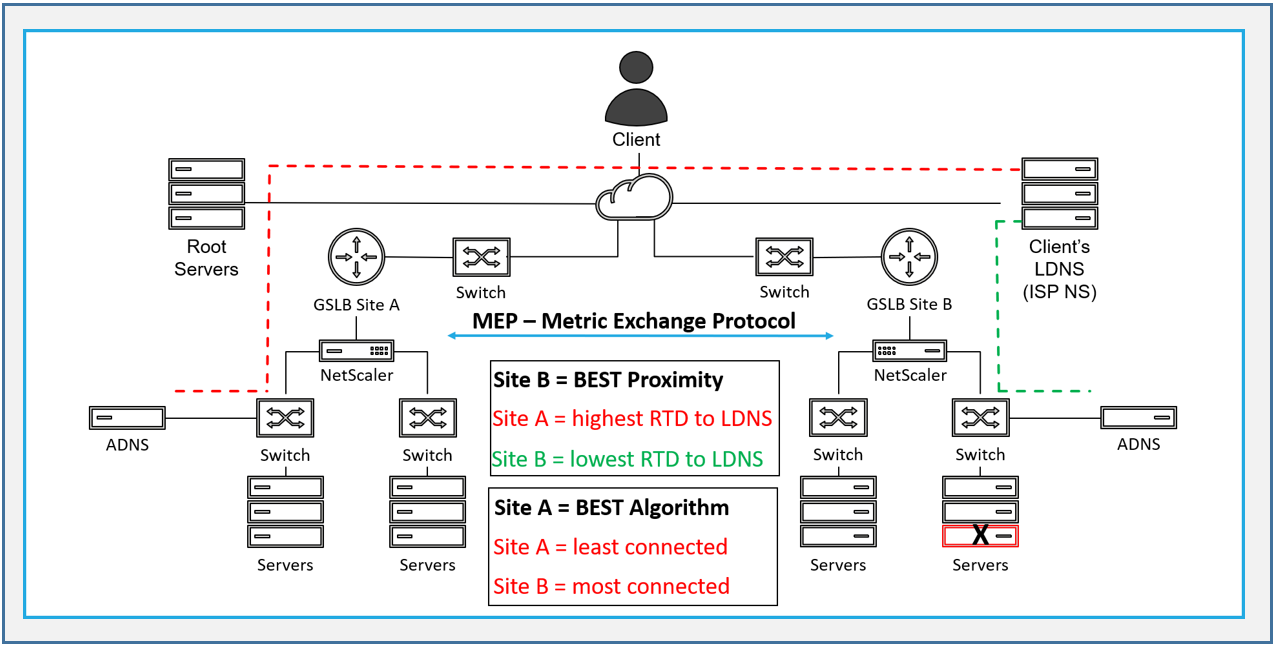 Client
Root
Servers
Client's
LDNS
(ISP NS)
Switch
Switch
GSLB Site A
GSLB Site B
MEP – Metric Exchange Protocol
NetScaler
NetScaler
Site B = BEST Proximity
Site A = highest RTD to LDNS
Site B = lowest RTD to LDNS
ADNS
Switch
Switch
Switch
Switch
ADNS
Site A = BEST Algorithm
Site A = least connected
Site B = most connected
X
Servers
Servers
Servers
Servers